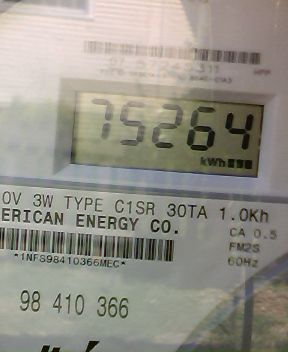 75264
kWh
0V 3W TYPE C1SR 30TA 1.0Kh
ERICAN ENERGY CO.
CA 0.5
FM2S
60Hz
*1NFS98410366MEC*
98 410 366